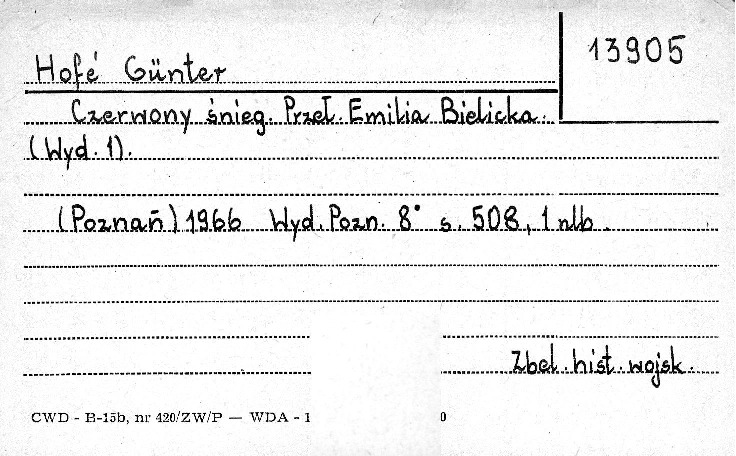 13905
Hofé Günter
Czerwony śnieg. Przeł. Emilia Bielicka.
(Wyd. 1).
(Poznań) 1966 Wyd. Pozn. 8° s. 508, 1 nlb.
Zbel. hist. wojsk.
CWD - B-15b, nr 420/ZW/P — WDA - 1 0